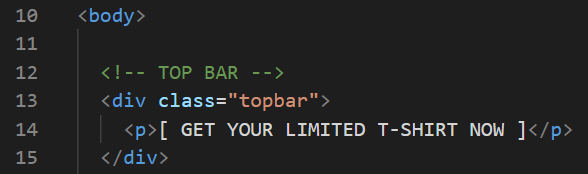 10 <body>
11
12 <!-- TOP BAR -->
13 <div class="topbar">
14 <p>[ GET YOUR LIMITED T-SHIRT NOW ]</p>
15 </div>